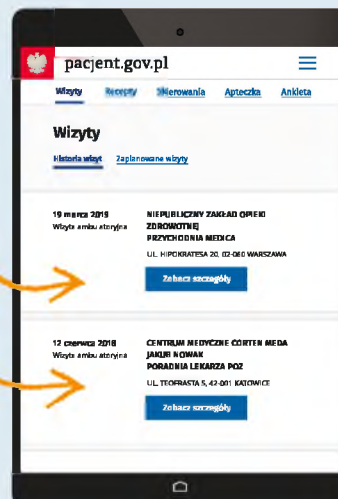 pacjent.gov.pl
Wizyty Recepty Skierowania Apteczka Ankieta
Wizyty
Historia wizyt Zaplanowane wizyty
19 marca 2019
Wizyta ambulatoryjna
NIEPUBLICZNY ZAKŁAD OPIEKI
ZDROWOTNEJ
PRZYCHODNIA MEDICA
UL. HIPOKRATESA 20, 02-060 WARSZAWA
Zobacz szczegóły
12 czerwca 2018
Wizyta ambulatoryjna
CENTRUM MEDYCZNE CORTEN MEDA
JAKUB NOWAK
PORADNIA LEKARZA POZ
UL. TEOFRASTA 5, 42-001 KATOWICE
Zobacz szczegóły